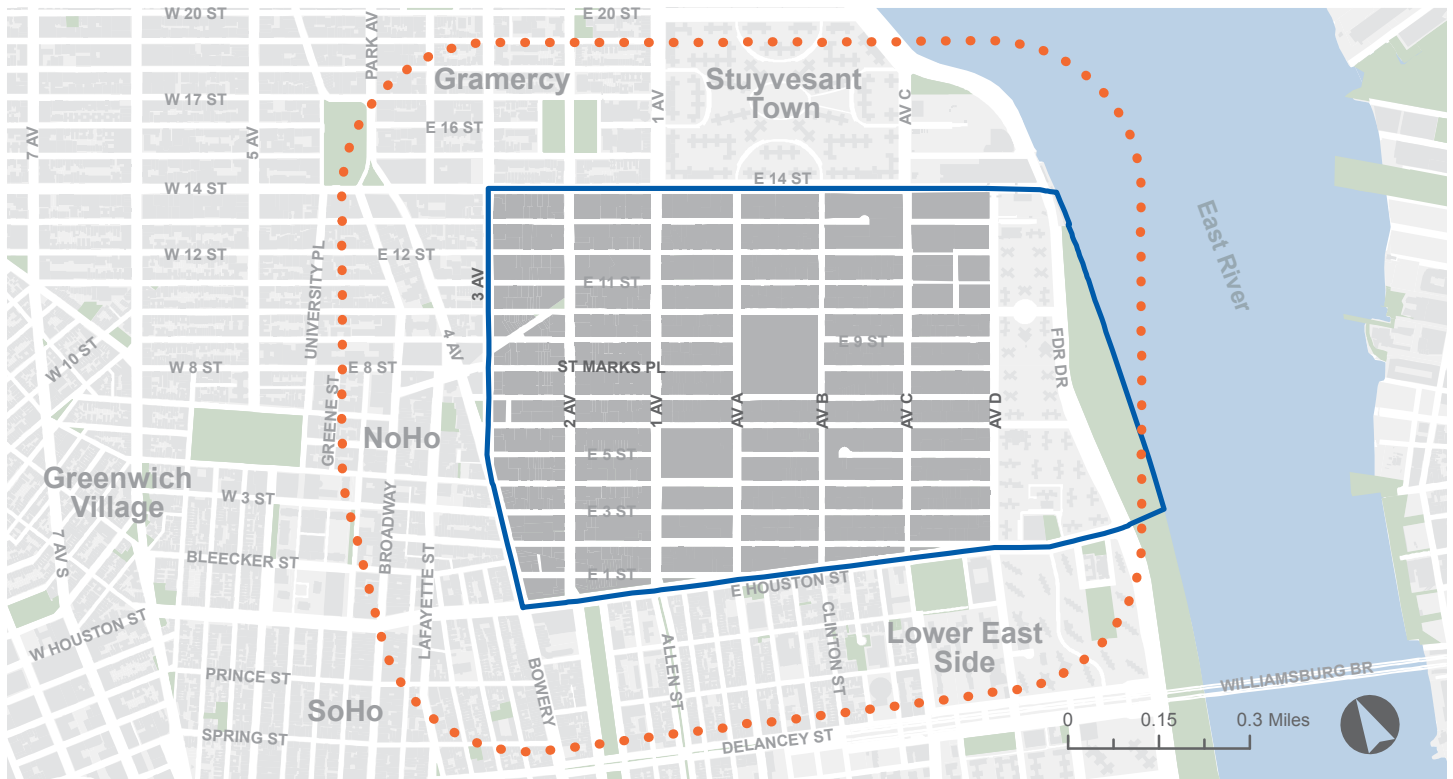 W 20 ST
E 20 ST
PARK AV
Gramercy
Stuyvesant
Town
W 17 ST
1 AV
AV C
E 16 ST
7 AV
5 AV
W 14 ST
E 14 ST
East River
W 12 ST
UNIVERSITY PL
E 12 ST
3 AV
E 11 ST
4 AV
E 9 ST
FDR DR
W 10 ST
W 8 ST
E 8 ST
ST MARKS PL
GREENE ST
2 AV
1 AV
AV A
AV B
AV C
AV D
NoHo
E 5 ST
Greenwich
Village
W 3 ST
BROADWAY
E 3 ST
7 AV S
BLEECKER ST
LAFAYETTE ST
E 1 ST
E HOUSTON ST
W HOUSTON ST
CLINTON ST
Lower East
Side
ALLEN ST
BOWERY
PRINCE ST
WILLIAMSBURG BR
SoHo
SPRING ST
DELANCEY ST
0 0.15 0.3 Miles